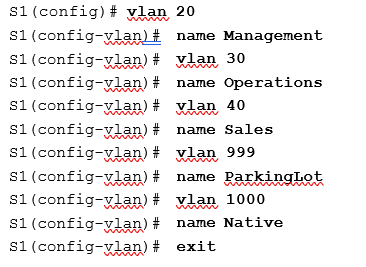 S1(config)# vlan 20
S1(config-vlan)# name Management
S1(config-vlan)# vlan 30
S1(config-vlan)# name Operations
S1(config-vlan)# vlan 40
S1(config-vlan)# name Sales
S1(config-vlan)# vlan 999
S1(config-vlan)# name ParkingLot
S1(config-vlan)# vlan 1000
S1(config-vlan)# name Native
S1(config-vlan)# exit